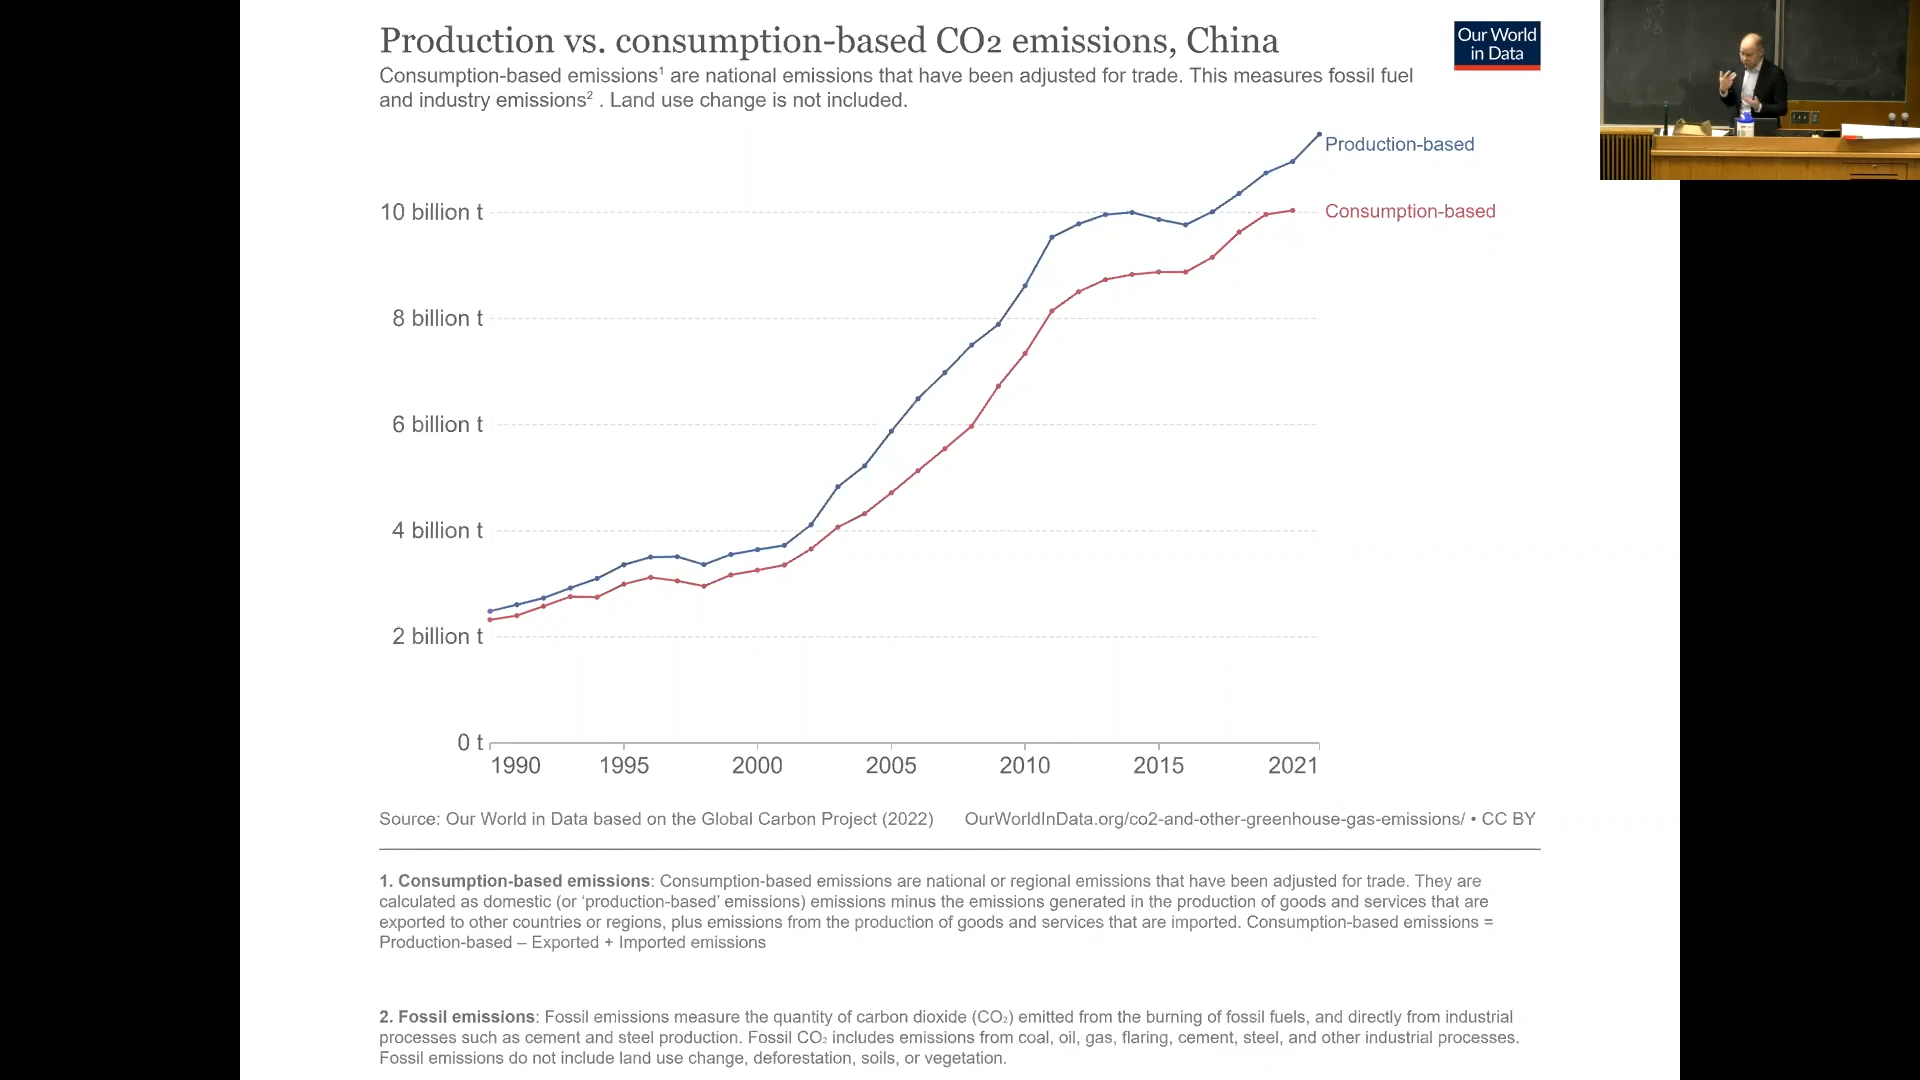 Production vs. consumption-based CO2 emissions, China
Our World
in Data
Consumption-based emissions¹ are national emissions that have been adjusted for trade. This measures fossil fuel
and industry emissions² . Land use change is not included.
Production-based
Consumption-based
10 billion t
8 billion t
6 billion t
4 billion t
2 billion t
0 t
1990 1995 2000 2005 2010 2015 2021
Source: Our World in Data based on the Global Carbon Project (2022) OurWorldInData.org/co2-and-other-greenhouse-gas-emissions/ • CC BY
1. Consumption-based emissions: Consumption-based emissions are national or regional emissions that have been adjusted for trade. They are
calculated as domestic (or ‘production-based’ emissions) emissions minus the emissions generated in the production of goods and services that are
exported to other countries or regions, plus emissions from the production of goods and services that are imported. Consumption-based emissions =
Production-based – Exported + Imported emissions
2. Fossil emissions: Fossil emissions measure the quantity of carbon dioxide (CO₂) emitted from the burning of fossil fuels, and directly from industrial
processes such as cement and steel production. Fossil CO₂ includes emissions from coal, oil, gas, flaring, cement, steel, and other industrial processes.
Fossil emissions do not include land use change, deforestation, soils, or vegetation.